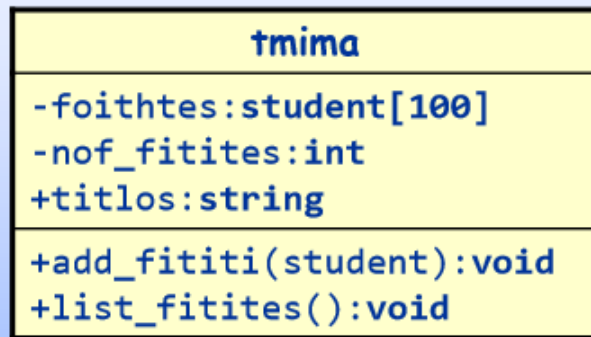 tmima
-foithtes:student[100]
-nof_fitites:int
+titlos:string
+add_fititi(student):void
+list_fitites():void